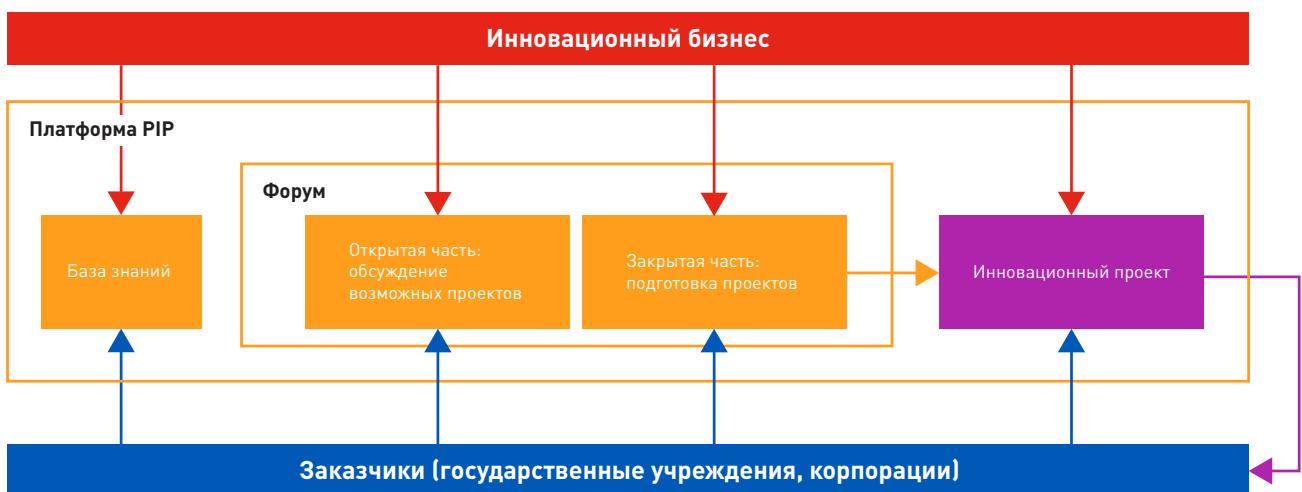 Инновационный бизнес
Платформа PIP
Форум
База знаний
Открытая часть:
обсуждение
возможных проектов
Закрытая часть:
подготовка проектов
Инновационный проект
Заказчики (государственные учреждения, корпорации)